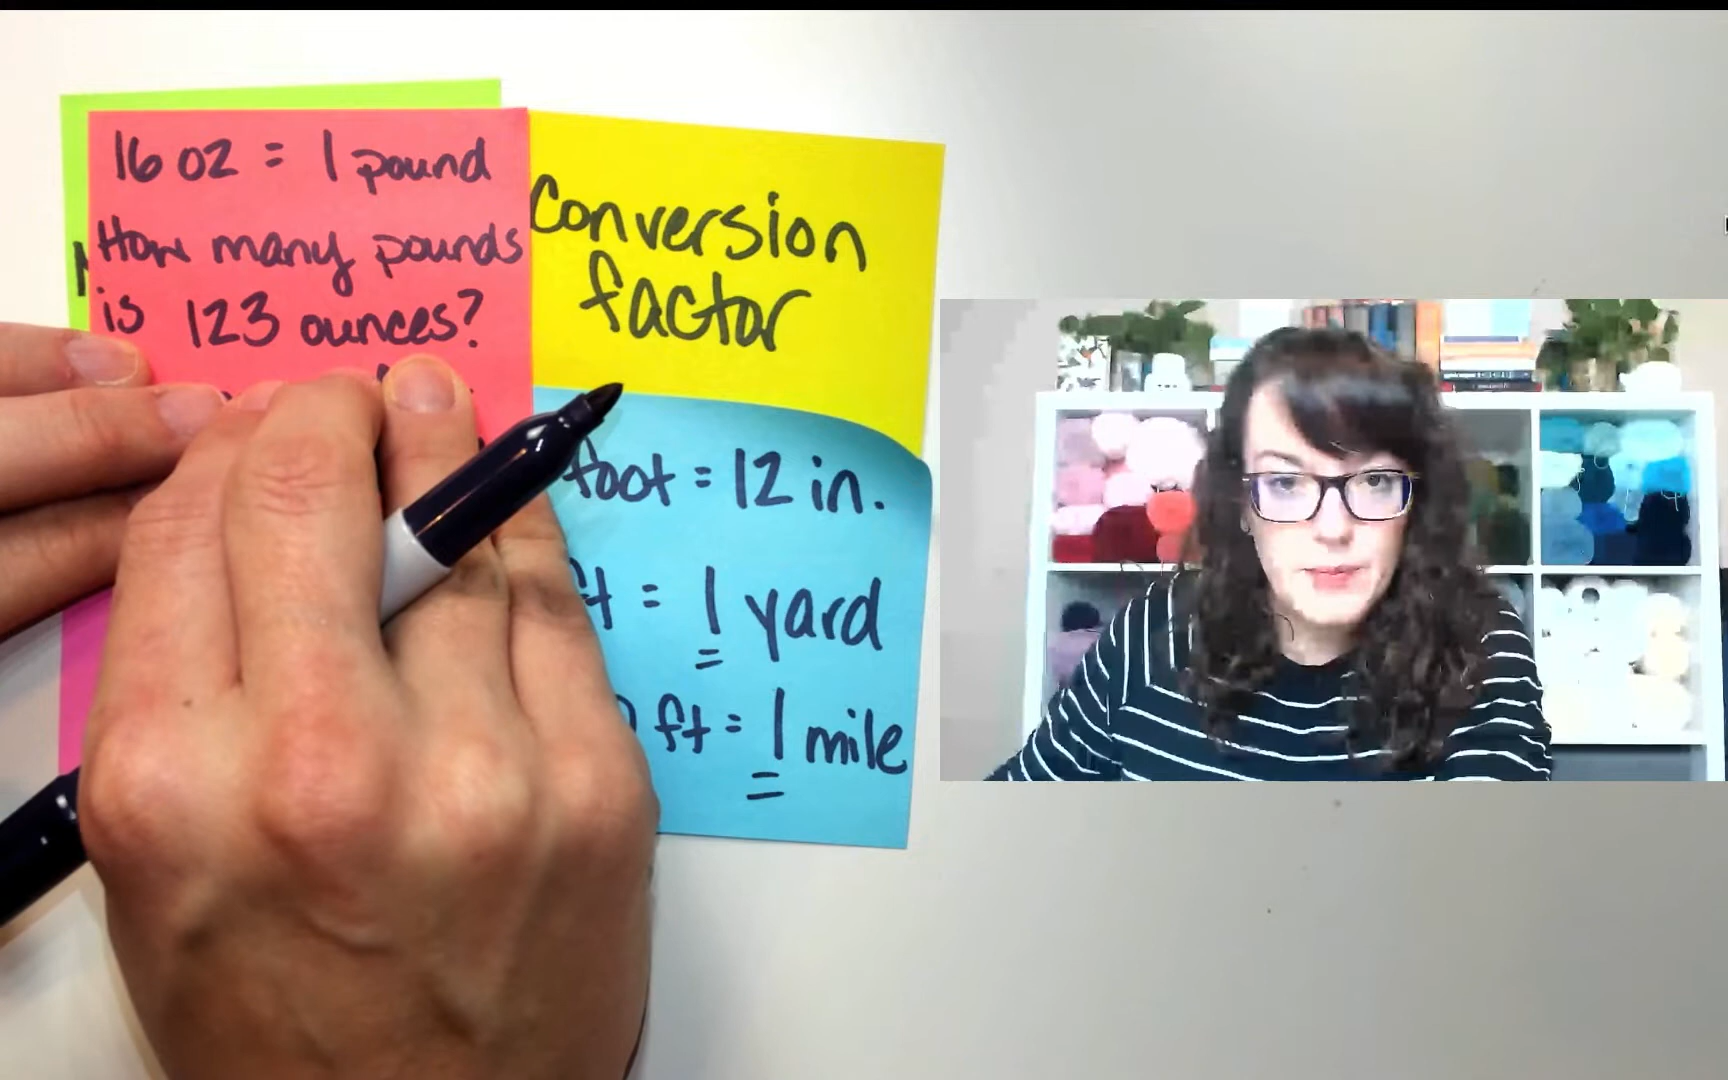 16 oz = 1 pound
How many pounds
is 123 ounces?
Conversion
factor
foot = 12 in.
ft = 1 yard
ft = 1 mile